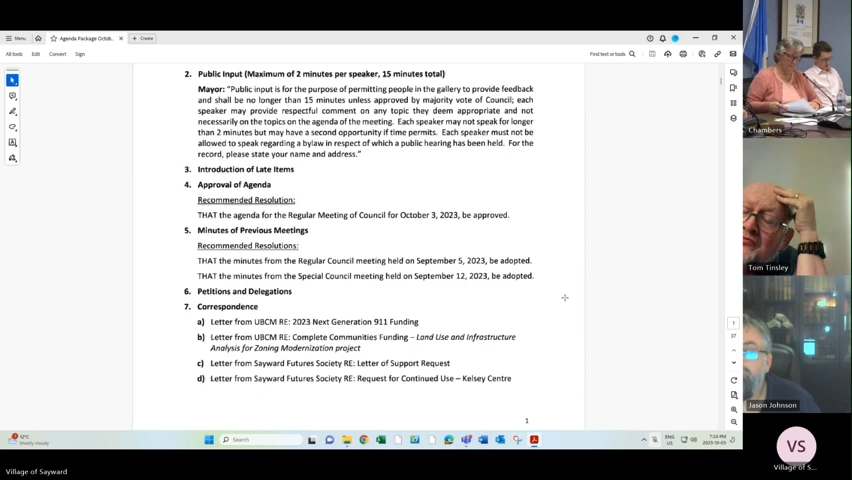 Menu
Agenda Package Octob...
Create
All tools
Edit
Convert
Sign
Find text or tools
2. Public Input (Maximum of 2 minutes per speaker, 15 minutes total)
Mayor: “Public input is for the purpose of permitting people in the gallery to provide feedback
and shall be no longer than 15 minutes unless approved by majority vote of Council; each
speaker may provide respectful comment on any topic they deem appropriate and not
necessarily on the topics on the agenda of the meeting. Each speaker may not speak for longer
than 2 minutes but may have a second opportunity if time permits. Each speaker must not be
allowed to speak regarding a bylaw in respect of which a public hearing has been held. For the
record, please state your name and address.”
3. Introduction of Late Items
4. Approval of Agenda
Recommended Resolution:
THAT the agenda for the Regular Meeting of Council for October 3, 2023, be approved.
5. Minutes of Previous Meetings
Recommended Resolutions:
THAT the minutes from the Regular Council meeting held on September 5, 2023, be adopted.
THAT the minutes from the Special Council meeting held on September 12, 2023, be adopted.
6. Petitions and Delegations
7. Correspondence
a) Letter from UBCM RE: 2023 Next Generation 911 Funding
b) Letter from UBCM RE: Complete Communities Funding – Land Use and Infrastructure
Analysis for Zoning Modernization project
c) Letter from Sayward Futures Society RE: Letter of Support Request
d) Letter from Sayward Futures Society RE: Request for Continued Use – Kelsey Centre
1
1
37
Chambers
Tom Tinsley
Jason Johnson
VS
Village of S...
12°C
Mostly cloudy
Search
ENG
US
7:24 PM
2023-10-03
Village of Sayward